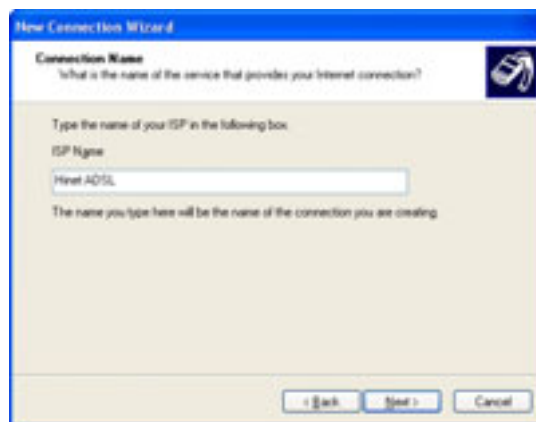 New Connection Wizard
Connection Name
What is the name of the service that provides your Internet connection?
Type the name of your ISP in the following box.
ISP Name
Hinet ADSL
The name you type here will be the name of the connection you are creating.
< Back
Next >
Cancel